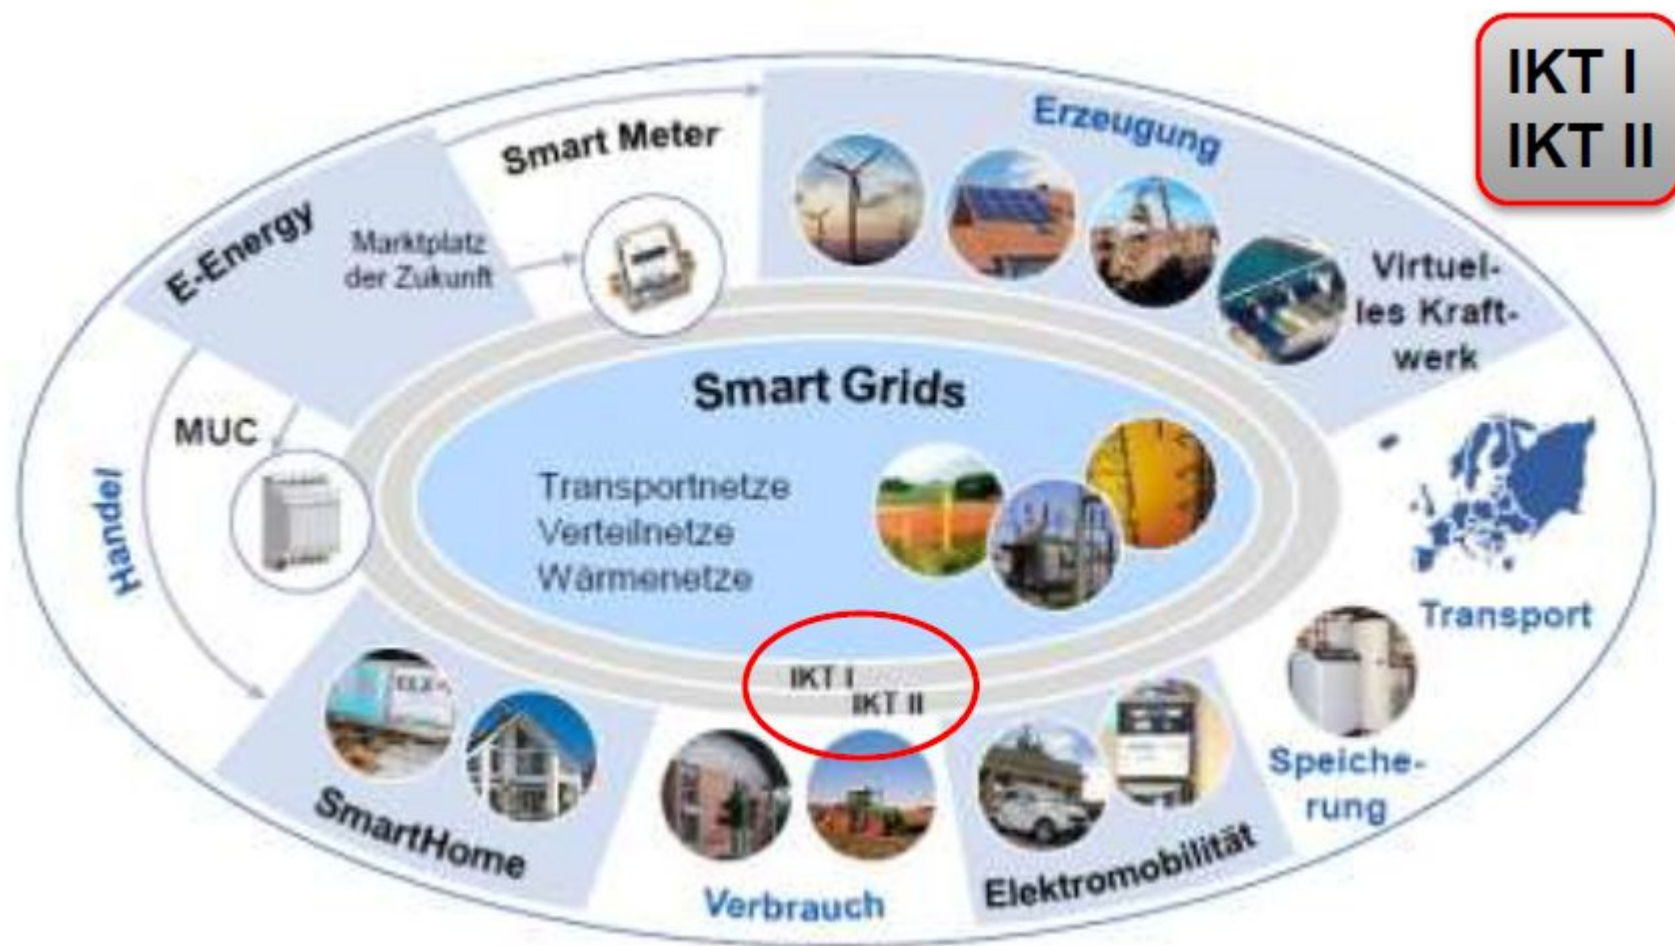 IKT I
IKT II
Smart Meter
Erzeugung
E-Energy
Marktplatz
der Zukunft
Virtuel-
les Kraft-
werk
Smart Grids
MUC
Handel
Transportnetze
Verteilnetze
Wärmenetze
Transport
IKT I
IKT II
SmartHome
Verbrauch
Elektromobilität
Speiche-
rung